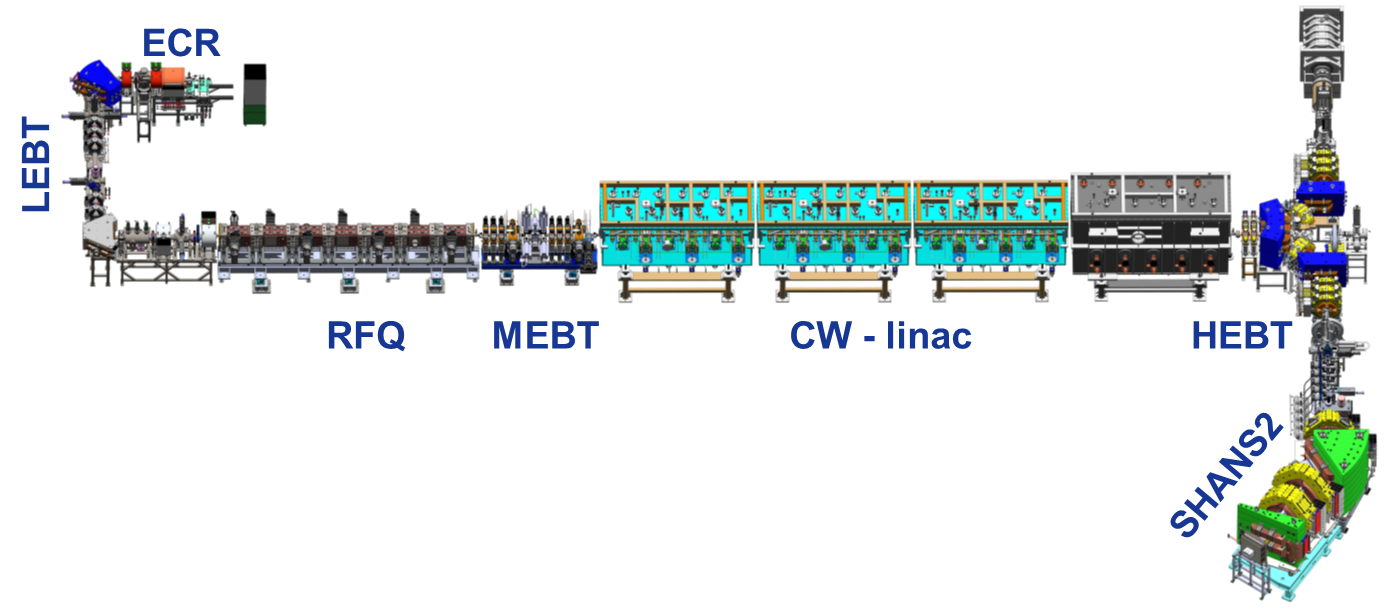 ECR
LEBT
RFQ
MEBT
CW - linac
HEBT
SHANS2